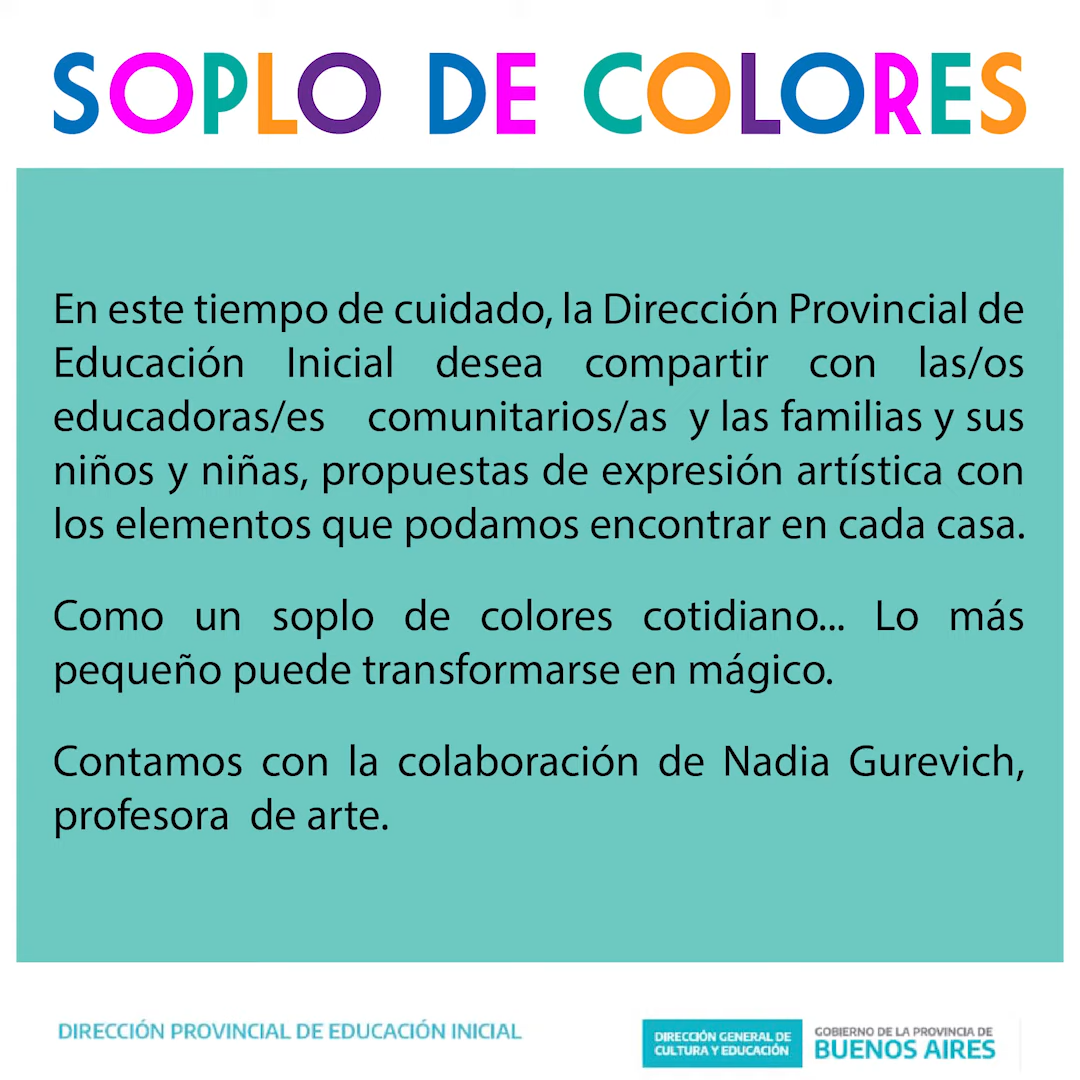 SOPLO DE COLORES
En este tiempo de cuidado, la Dirección Provincial de
Educación Inicial desea compartir con las/os
educadoras/es comunitarios/as y las familias y sus
niños y niñas, propuestas de expresión artística con
los elementos que podamos encontrar en cada casa.
Como un soplo de colores cotidiano... Lo más
pequeño puede transformarse en mágico.
Contamos con la colaboración de Nadia Gurevich,
profesora de arte.
DIRECCIÓN PROVINCIAL DE EDUCACIÓN INICIAL
DIRECCIÓN GENERAL DE
CULTURA Y EDUCACIÓN
GOBIERNO DE LA PROVINCIA DE
BUENOS AIRES